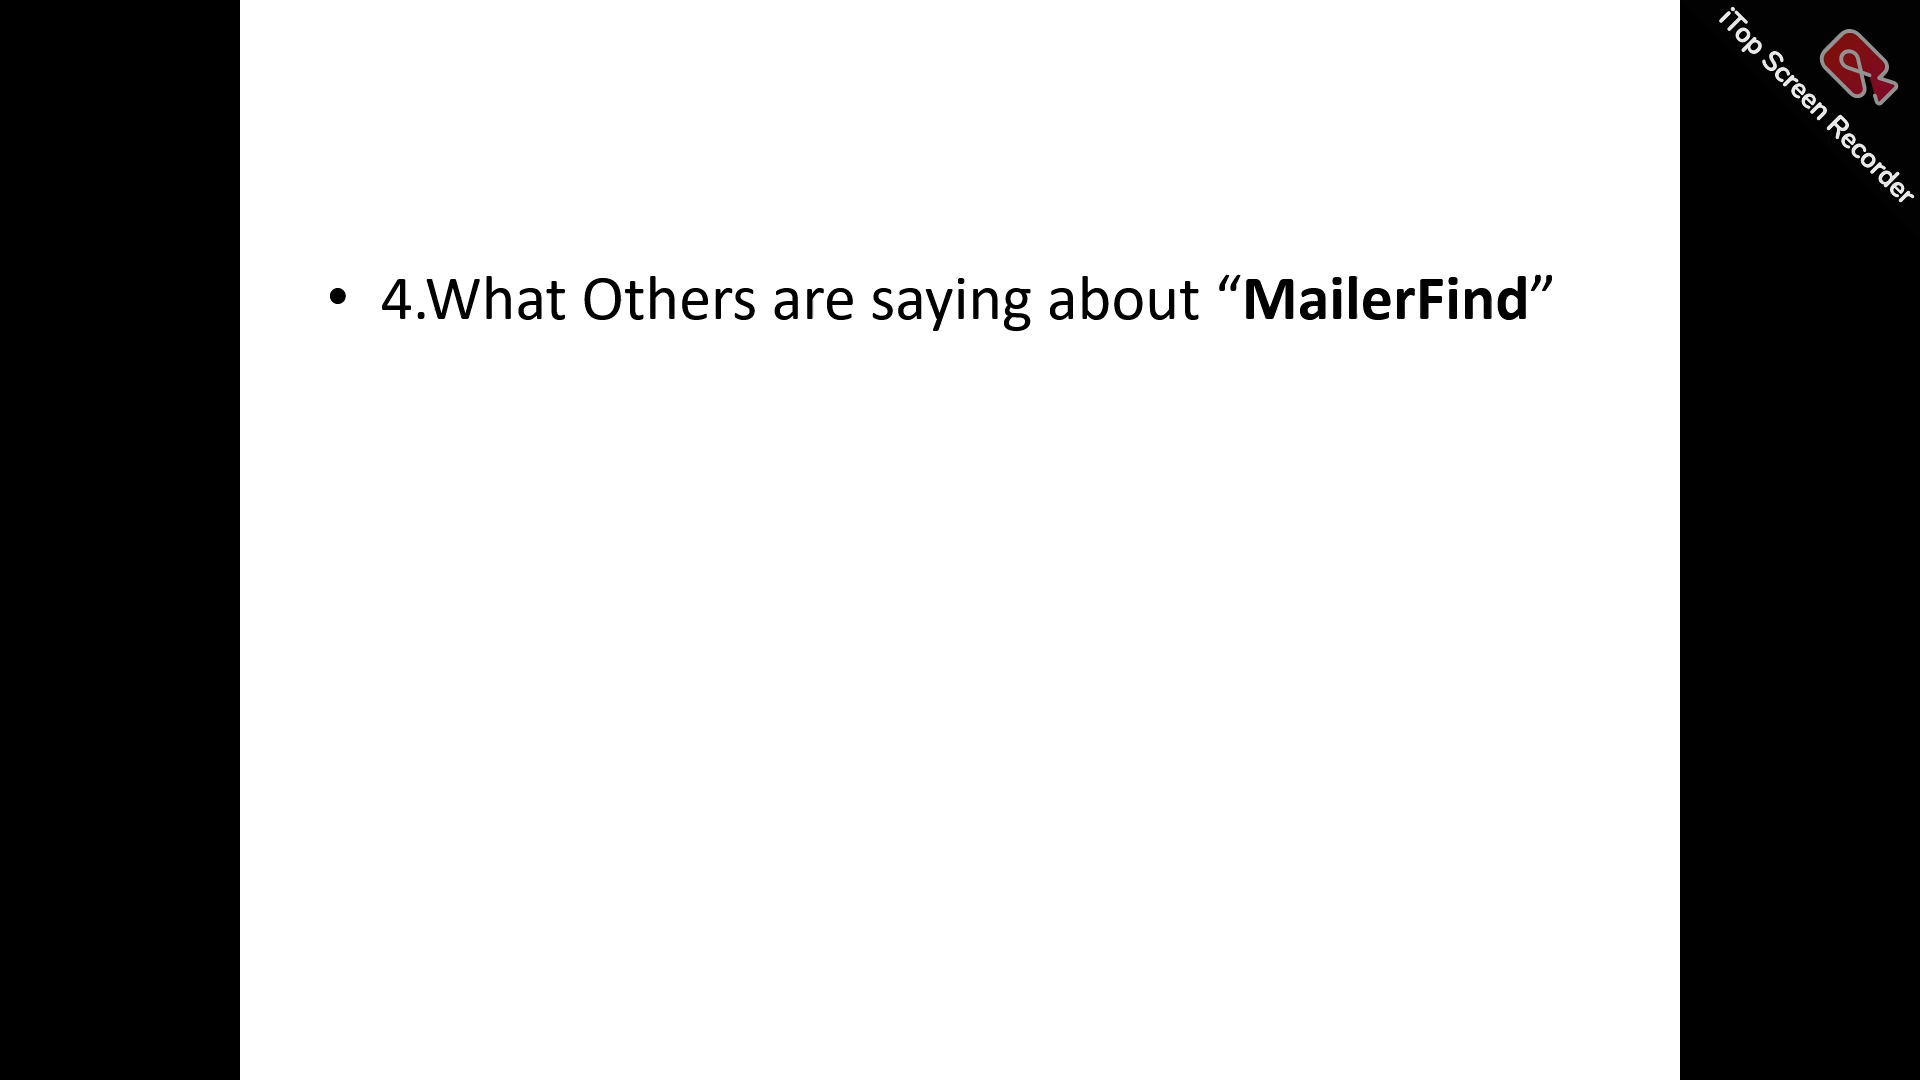 • 4.What Others are saying about “MailerFind”
iTop Screen Recorder